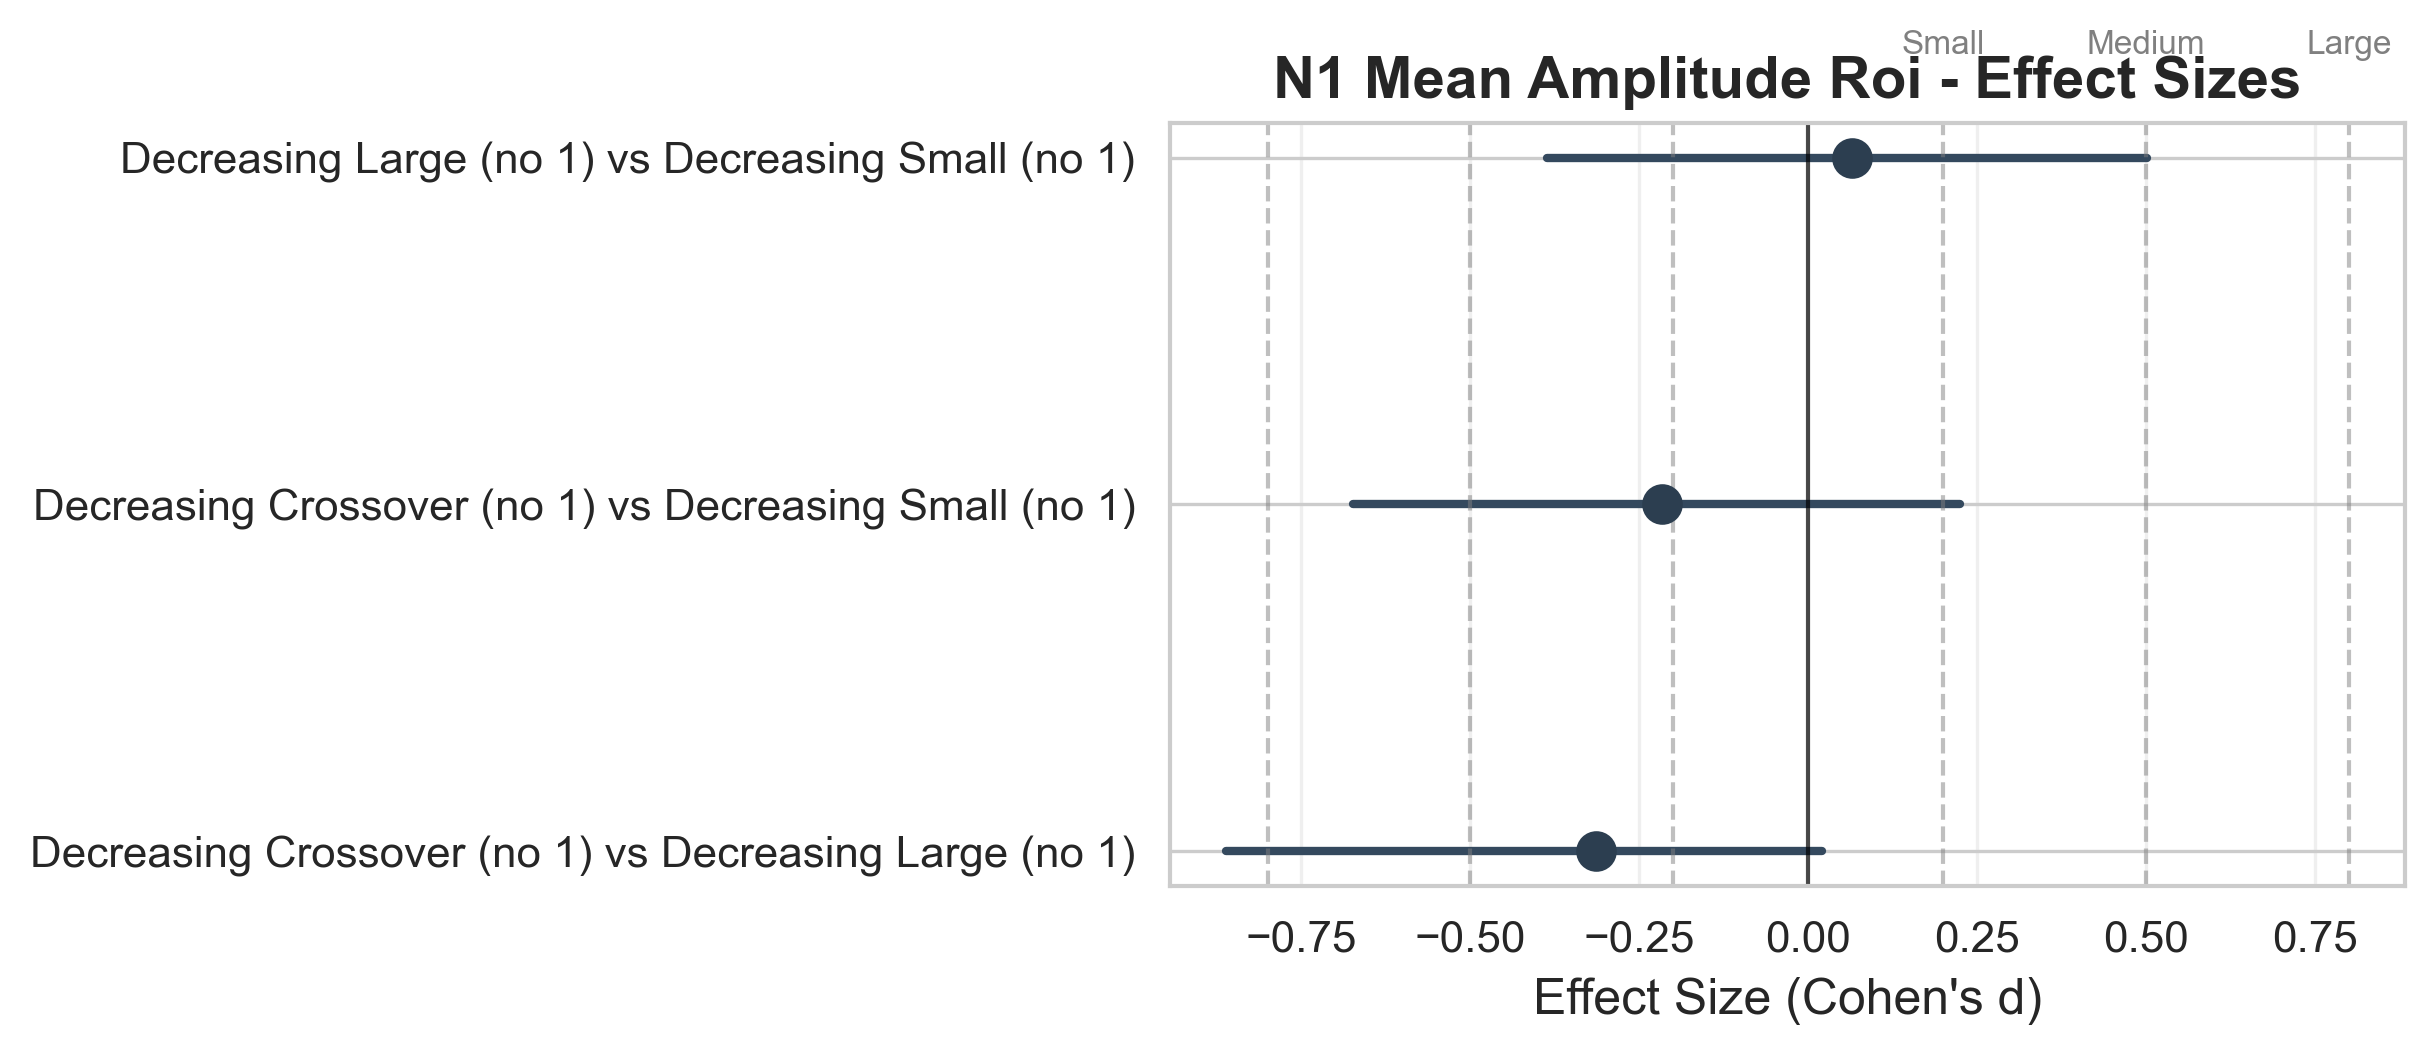 Small Medium Large
N1 Mean Amplitude Roi - Effect Sizes
Decreasing Large (no 1) vs Decreasing Small (no 1)
Decreasing Crossover (no 1) vs Decreasing Small (no 1)
Decreasing Crossover (no 1) vs Decreasing Large (no 1)
−0.75 −0.50 −0.25 0.00 0.25 0.50 0.75
Effect Size (Cohen's d)